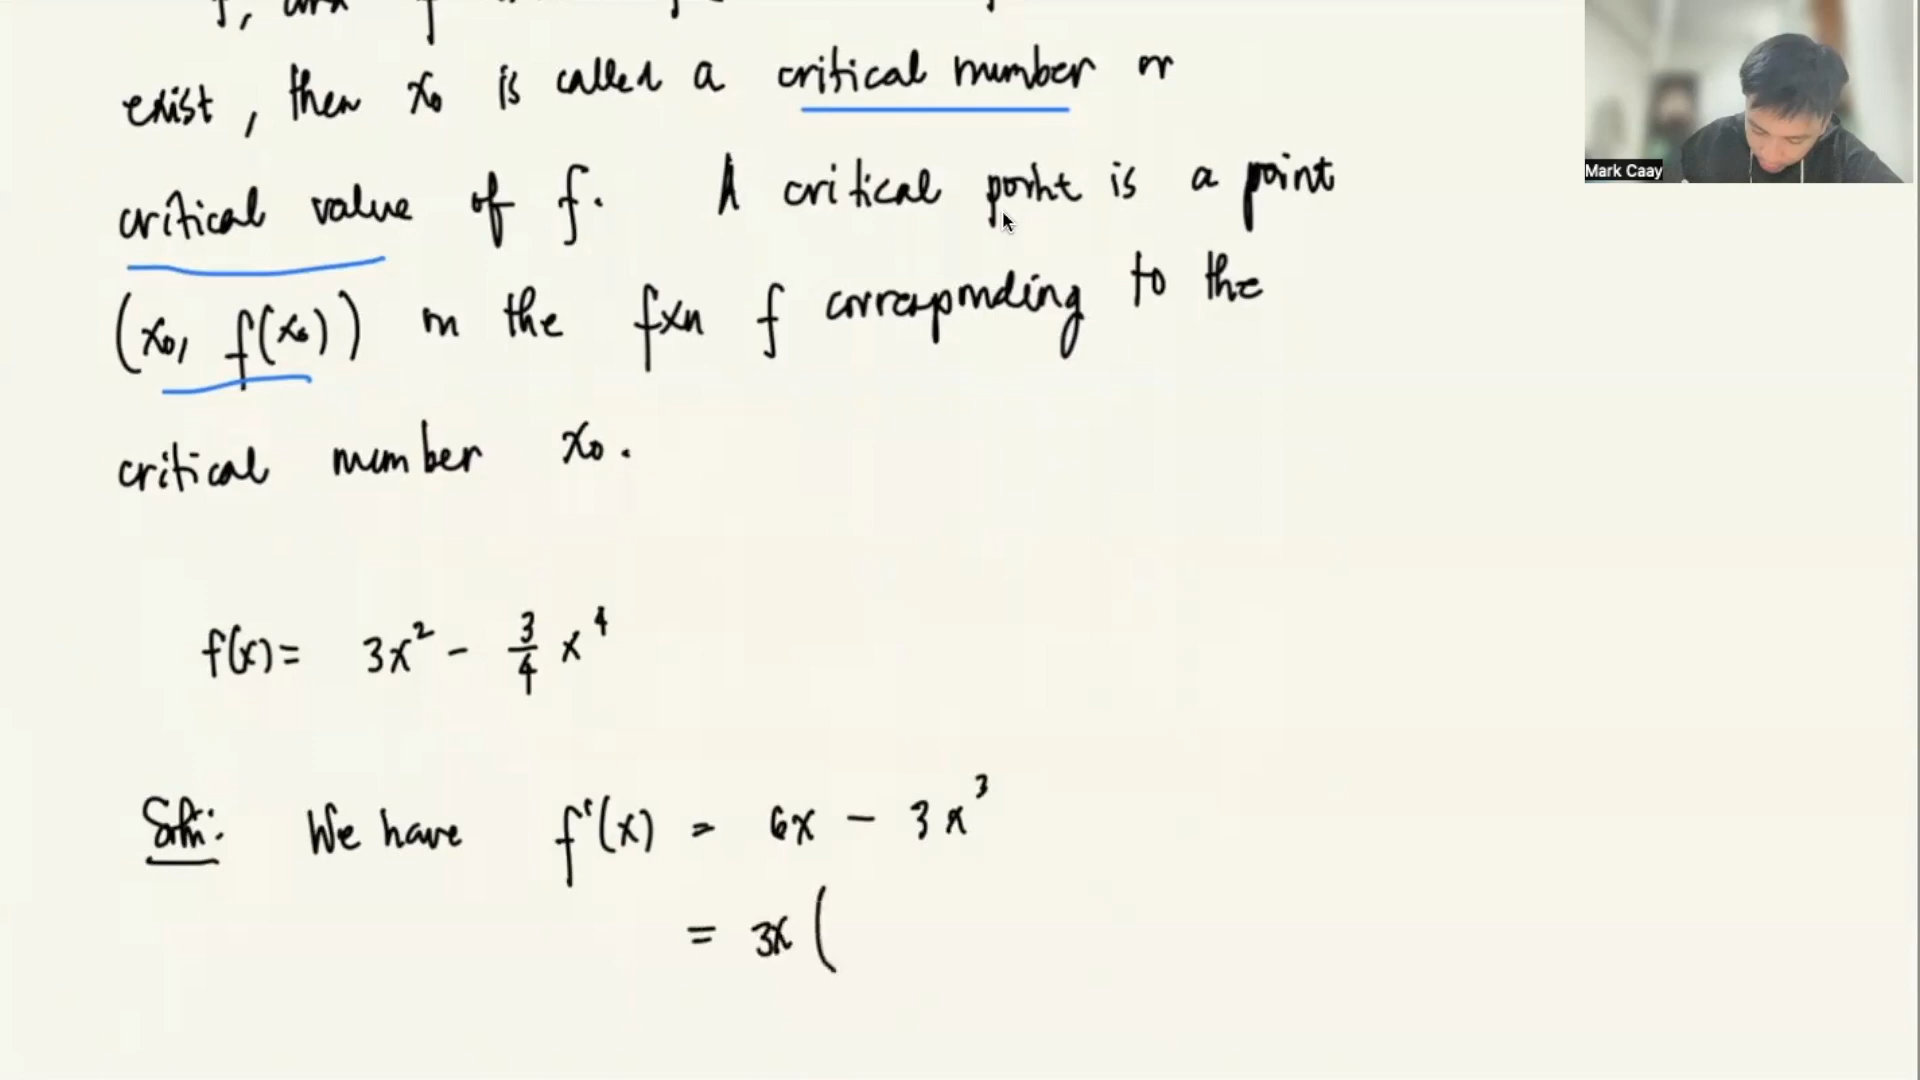 exist, then x₀ is called a critical number or
Mark Caay
critical value of f. A critical point is a point
(x₀, f(x₀)) on the fxn f corresponding to the
critical number x₀.
f(x) = 3x² - 3/4 x⁴
Soln: We have f'(x) = 6x - 3x³
= 3x (